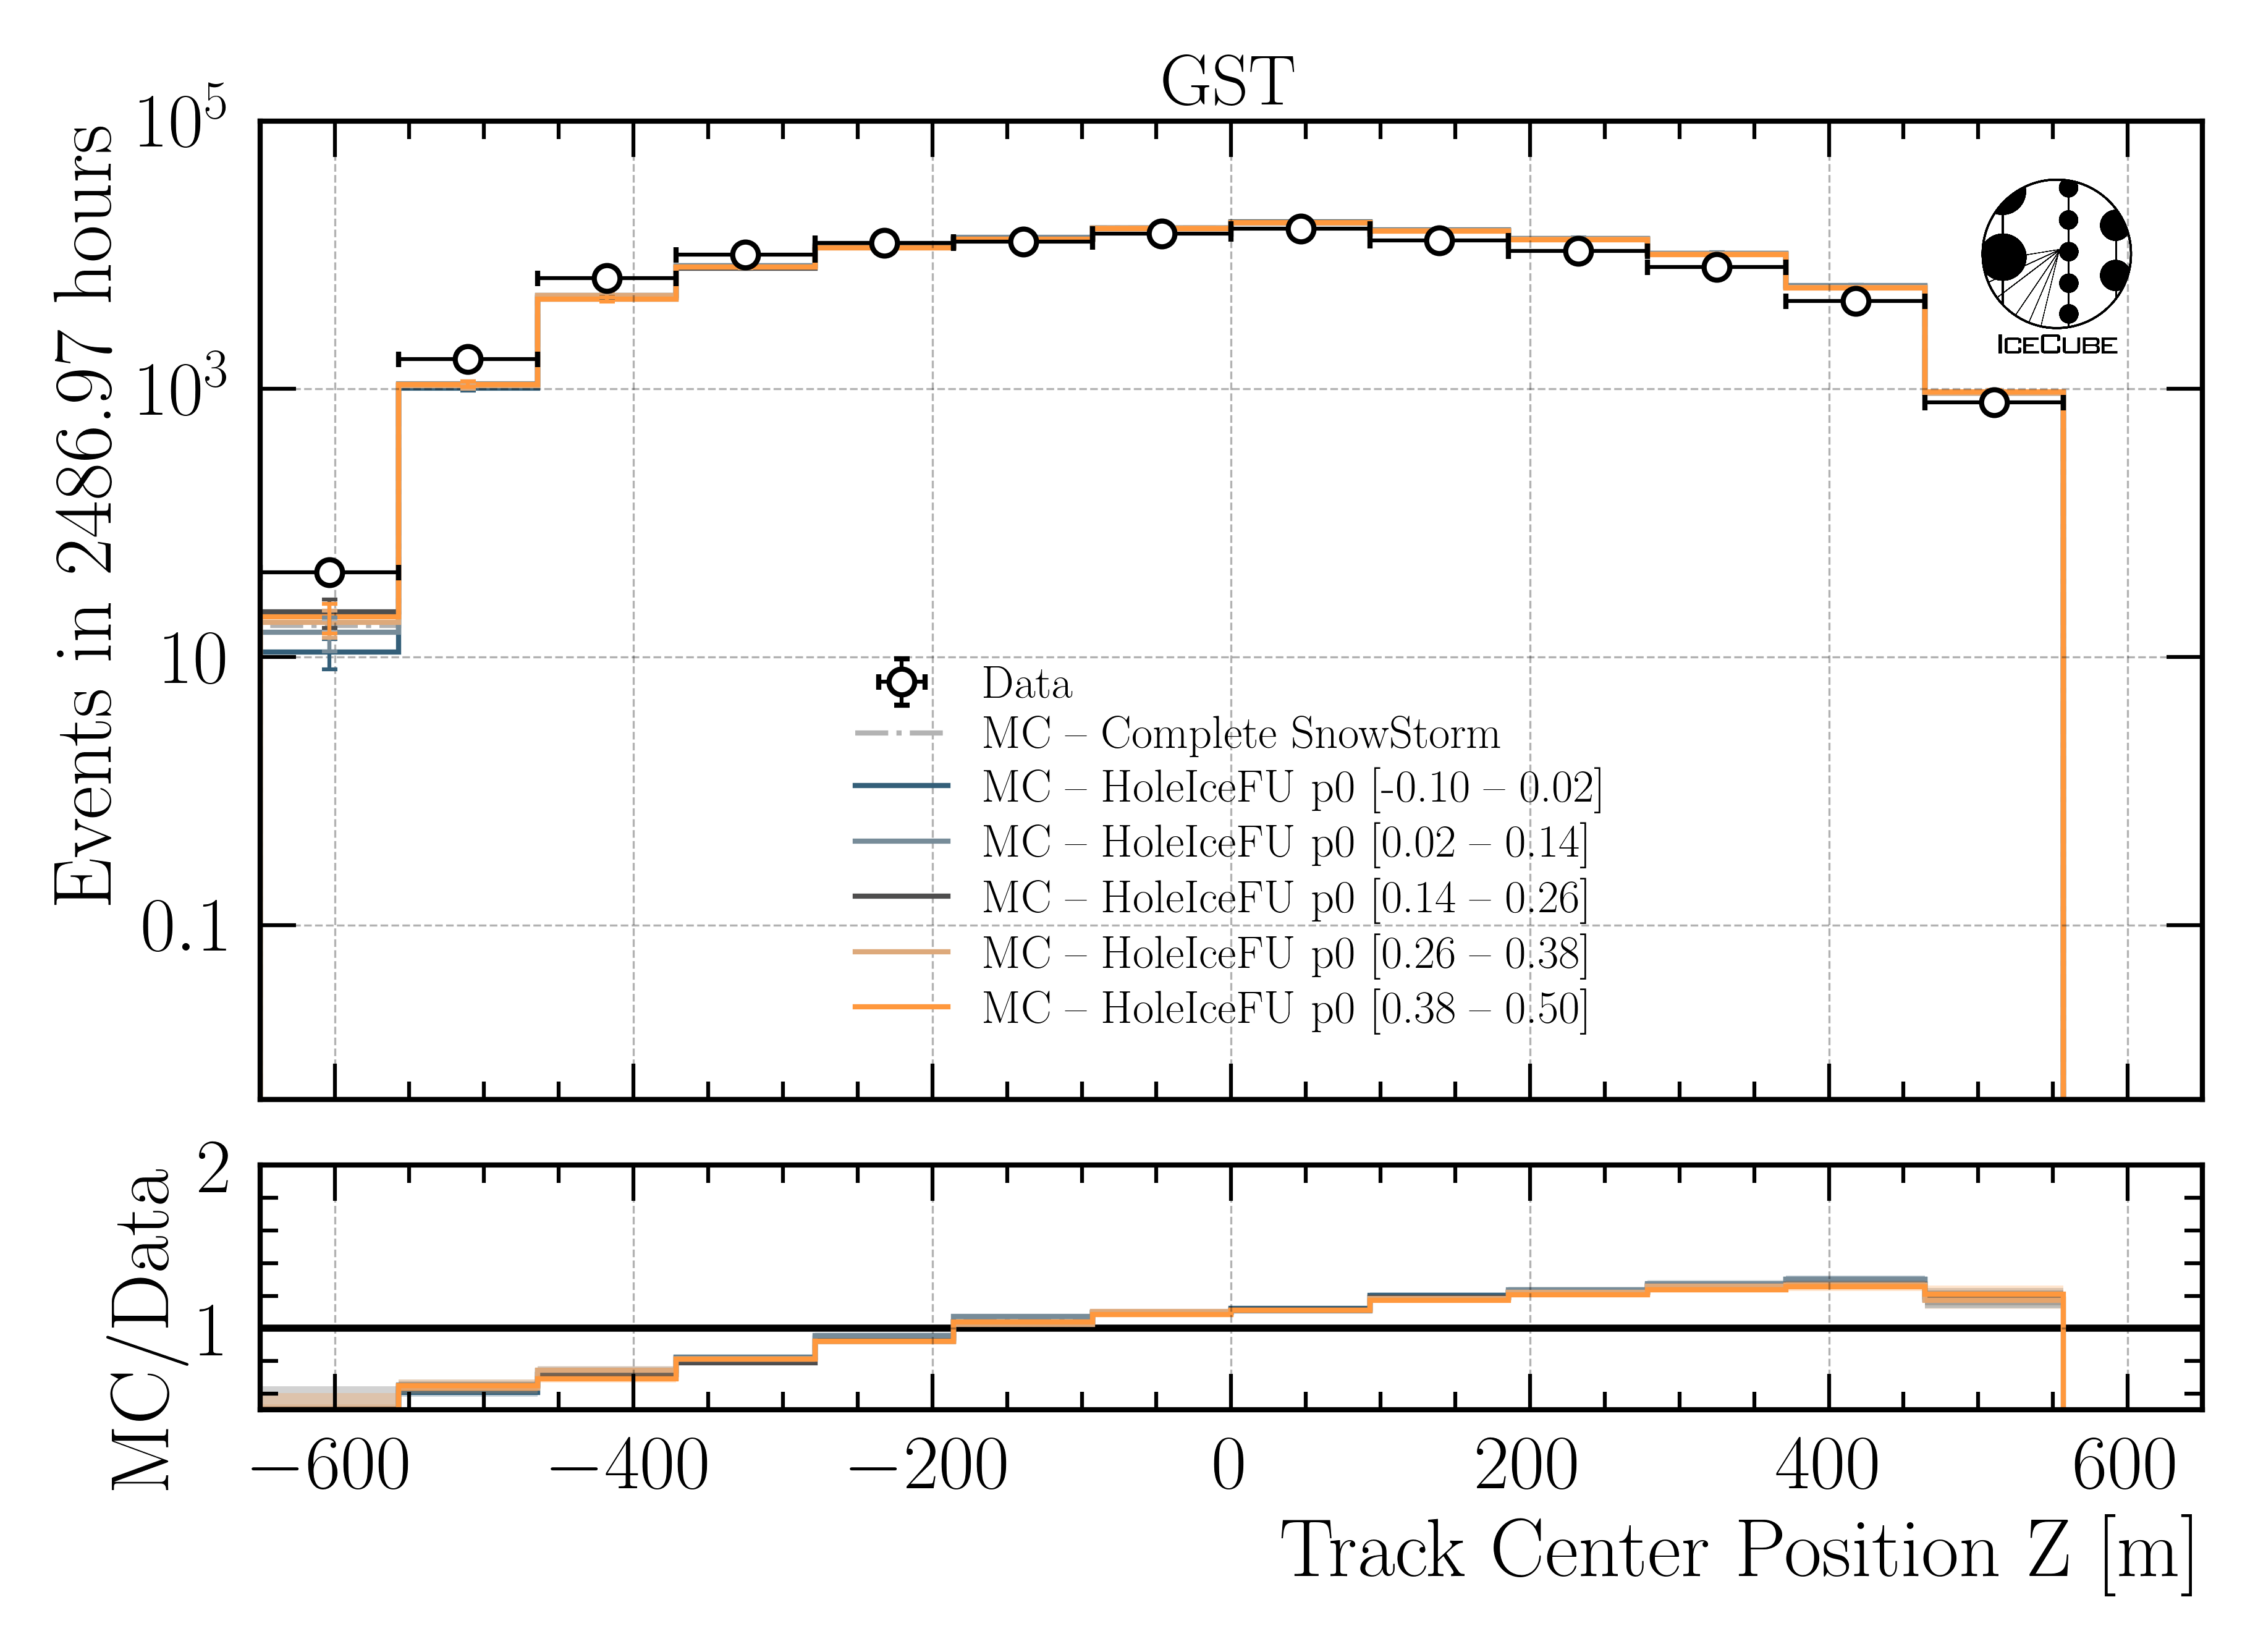 GST
Events in 2486.97 hours
10^5
10^3
10
0.1
IceCube
Data
MC – Complete SnowStorm
MC – HoleIceFU p0 [-0.10 – 0.02]
MC – HoleIceFU p0 [0.02 – 0.14]
MC – HoleIceFU p0 [0.14 – 0.26]
MC – HoleIceFU p0 [0.26 – 0.38]
MC – HoleIceFU p0 [0.38 – 0.50]
MC/Data
2
1
−600 −400 −200 0 200 400 600
Track Center Position Z [m]